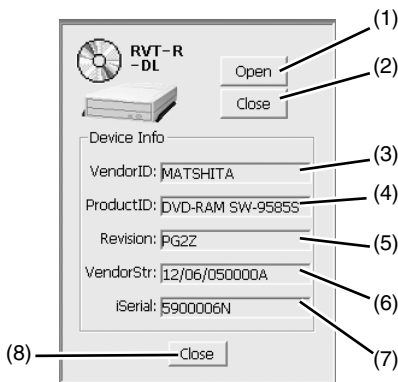 RVT-R
-DL
Open
(1)
Close
(2)
Device Info
VendorID: MATSHITA
(3)
ProductID: DVD-RAM SW-9585S
(4)
Revision: PG2Z
(5)
VendorStr: 12/06/050000A
(6)
iSerial: 5900006N
(7)
(8)
Close